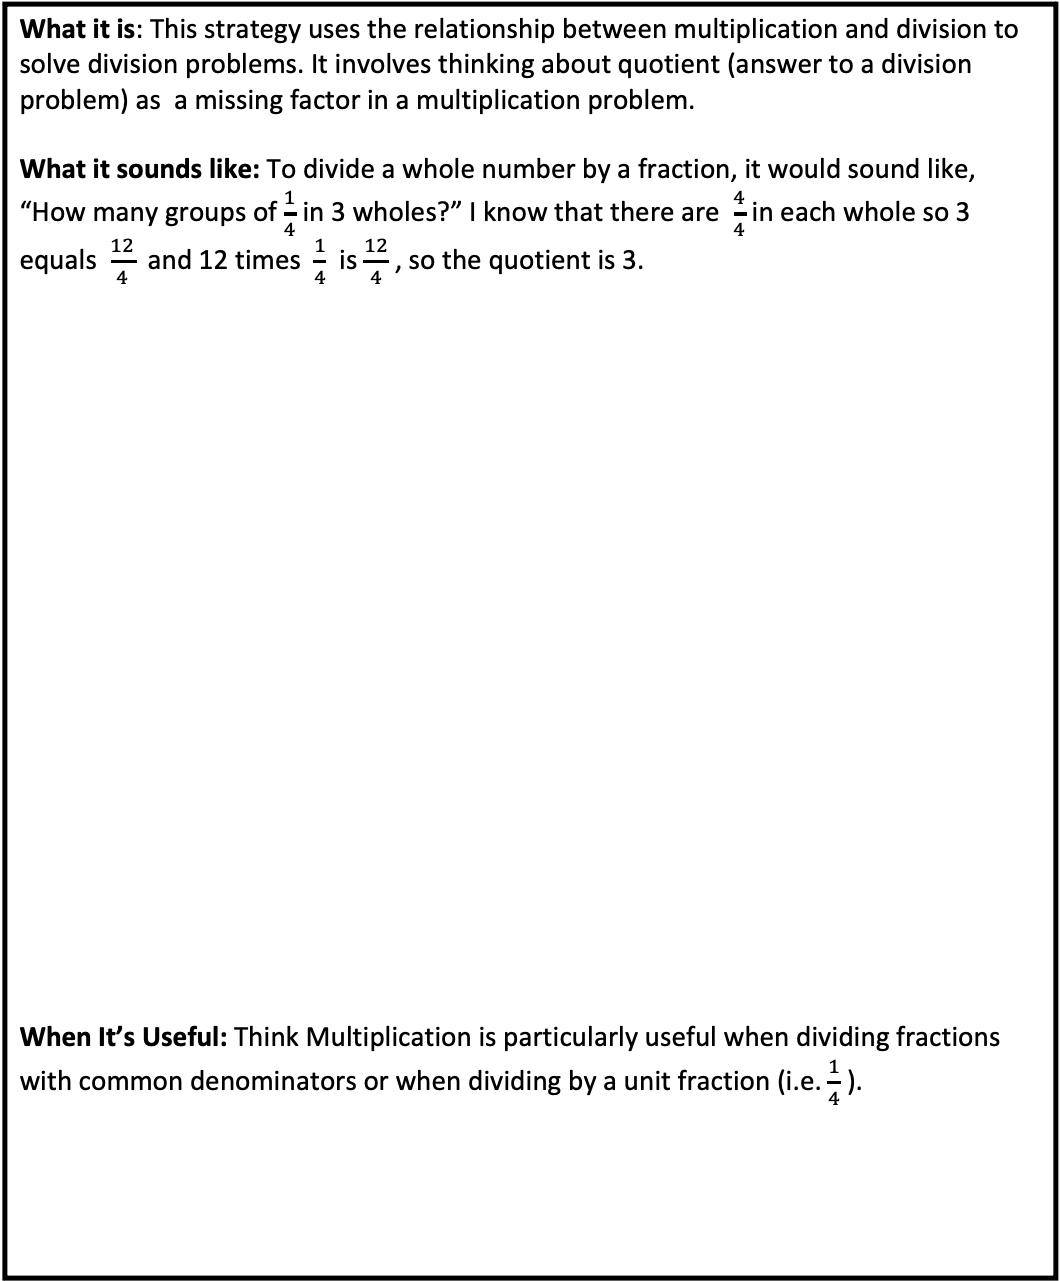 What it is: This strategy uses the relationship between multiplication and division to
solve division problems. It involves thinking about quotient (answer to a division
problem) as  a missing factor in a multiplication problem.
What it sounds like: To divide a whole number by a fraction, it would sound like,
“How many groups of 1/4 in 3 wholes?” I know that there are 4/4 in each whole so 3
equals 12/4 and 12 times 1/4 is 12/4 , so the quotient is 3.
When It’s Useful: Think Multiplication is particularly useful when dividing fractions
with common denominators or when dividing by a unit fraction (i.e. 1/4 ).